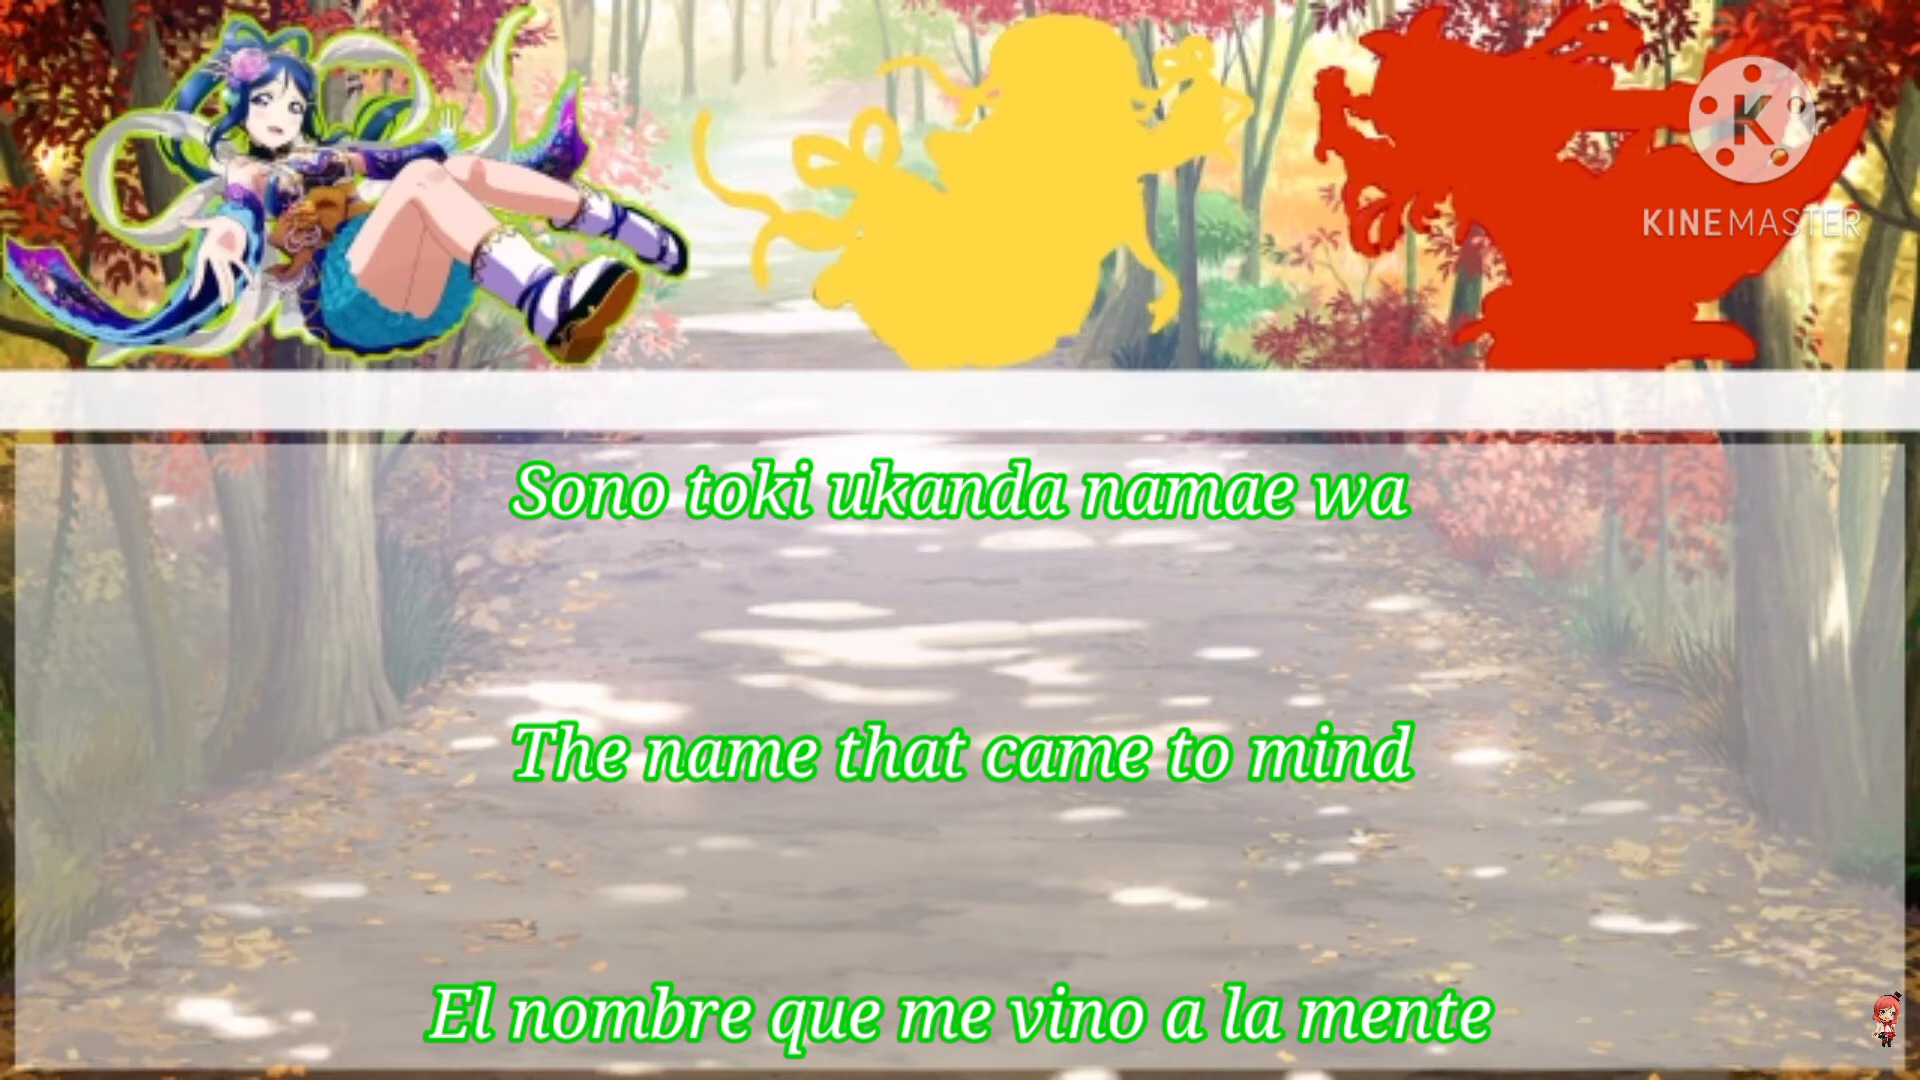 K
KINEMASTER
Sono toki ukanda namae wa
The name that came to mind
El nombre que me vino a la mente